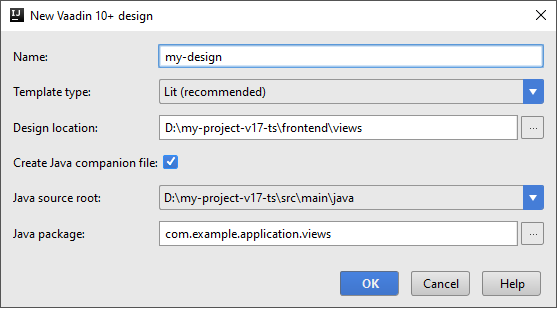 IJ New Vaadin 10+ design
Name: my-design
Template type: Lit (recommended)
Design location: D:\my-project-v17-ts\frontend\views ...
Create Java companion file:
Java source root: D:\my-project-v17-ts\src\main\java
Java package: com.example.application.views ...
OK Cancel Help